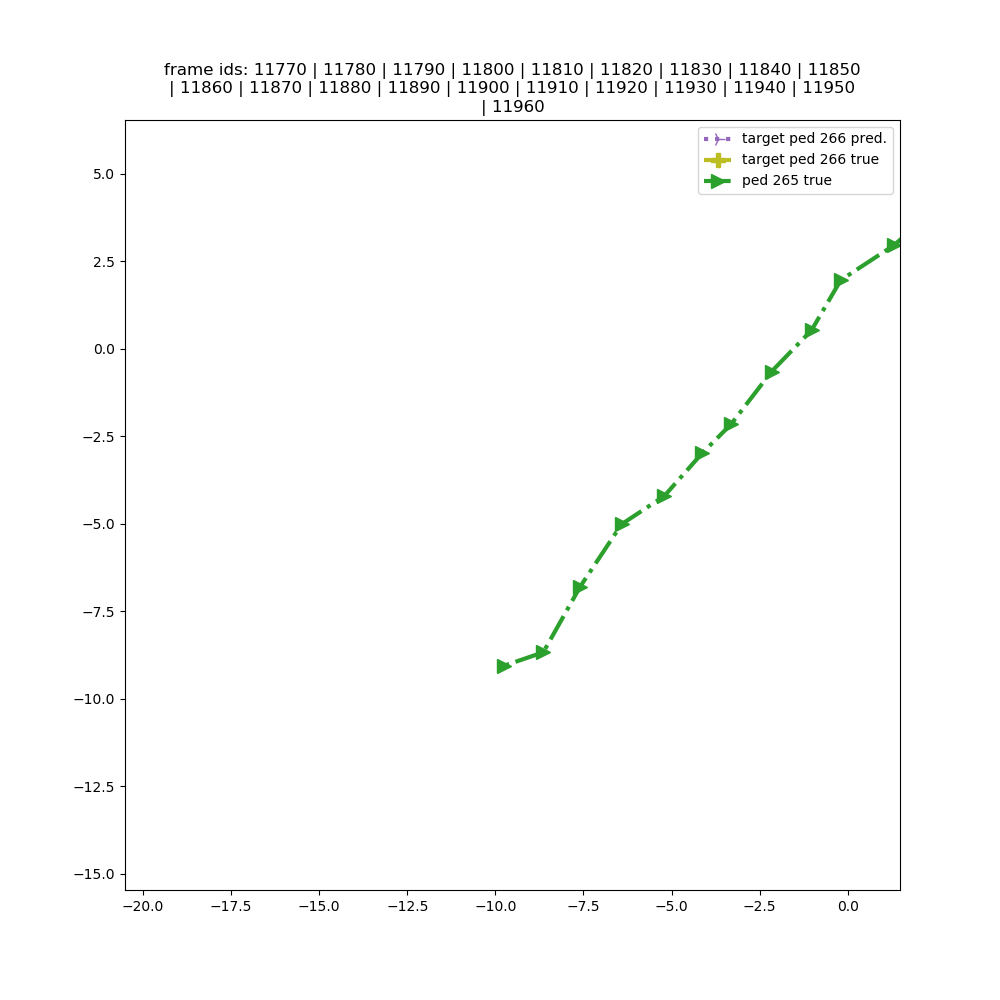 frame ids: 11770 | 11780 | 11790 | 11800 | 11810 | 11820 | 11830 | 11840 | 11850
| 11860 | 11870 | 11880 | 11890 | 11900 | 11910 | 11920 | 11930 | 11940 | 11950
| 11960
target ped 266 pred.
target ped 266 true
ped 265 true
5.0
2.5
0.0
−2.5
−5.0
−7.5
−10.0
−12.5
−15.0
−20.0 −17.5 −15.0 −12.5 −10.0 −7.5 −5.0 −2.5 0.0